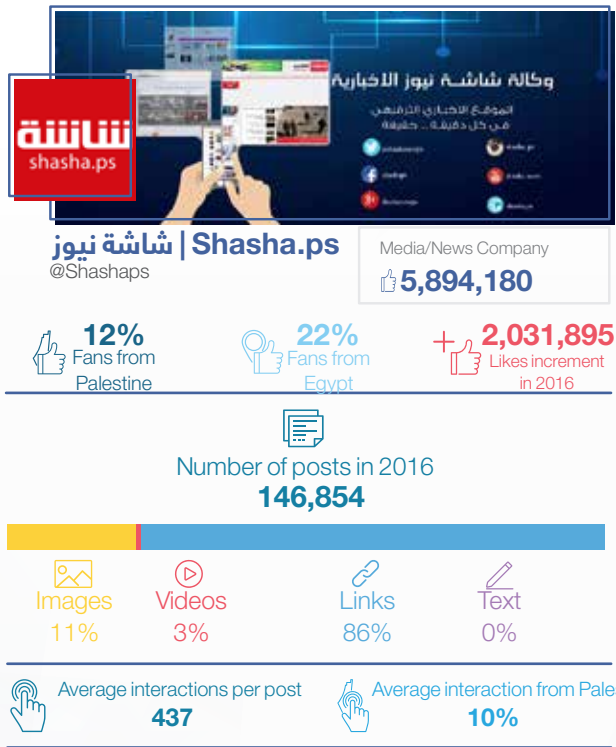 وكالة شاشة نيوز الاخبارية
الموقع الاخباري الترفيهي
في كل دقيقة .. حقيقة
شاشة
shasha.ps
شاشة نيوز | Shasha.ps
@Shashaps
Media/News Company
5,894,180
12%
Fans from
Palestine
22%
Fans from
Egypt
+ 2,031,895
Likes increment
in 2016
Number of posts in 2016
146,854
Images
11%
Videos
3%
Links
86%
Text
0%
Average interactions per post
437
Average interaction from Pale
10%